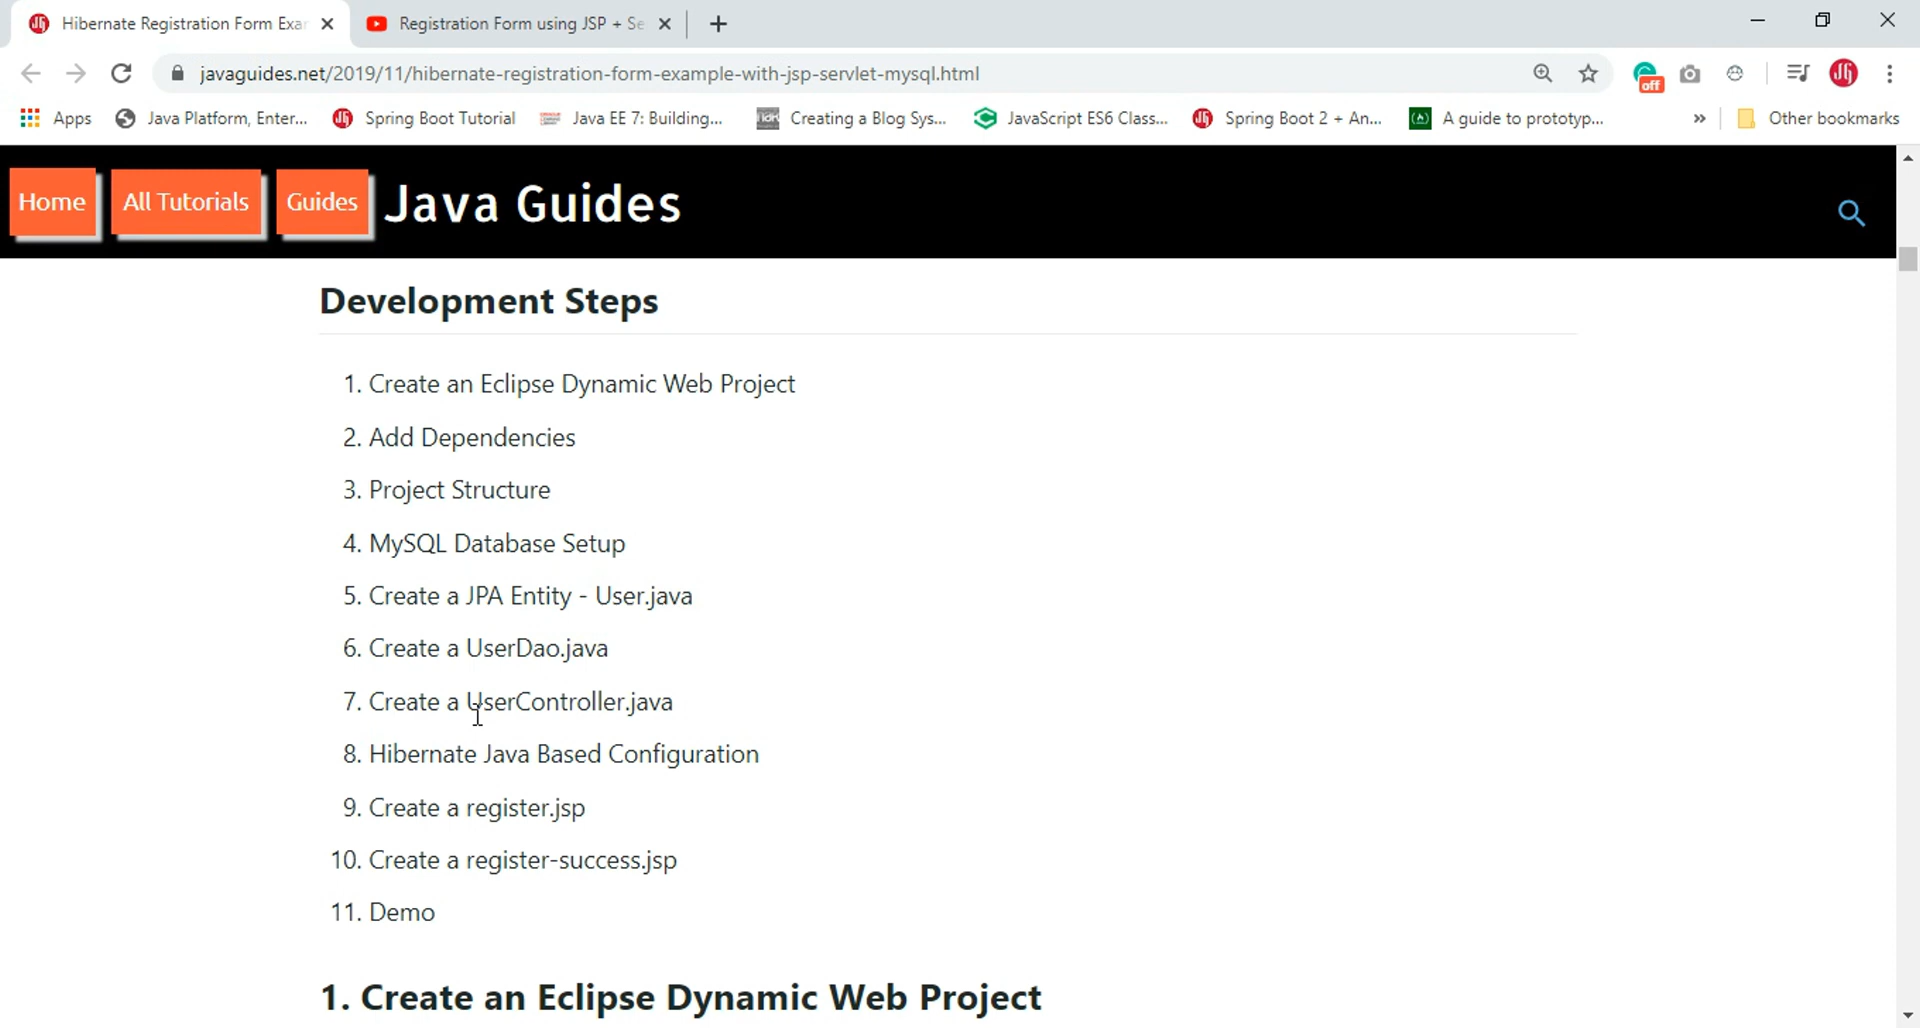 Hibernate Registration Form Exar
Registration Form using JSP + Se
javaguides.net/2019/11/hibernate-registration-form-example-with-jsp-servlet-mysql.html
off
Apps
Java Platform, Enter...
Spring Boot Tutorial
Java EE 7: Building...
Creating a Blog Sys...
JavaScript ES6 Class...
Spring Boot 2 + An...
A guide to prototyp...
Other bookmarks
Home
All Tutorials
Guides
Java Guides
Development Steps
1. Create an Eclipse Dynamic Web Project
2. Add Dependencies
3. Project Structure
4. MySQL Database Setup
5. Create a JPA Entity - User.java
6. Create a UserDao.java
7. Create a UserController.java
8. Hibernate Java Based Configuration
9. Create a register.jsp
10. Create a register-success.jsp
11. Demo
1. Create an Eclipse Dynamic Web Project